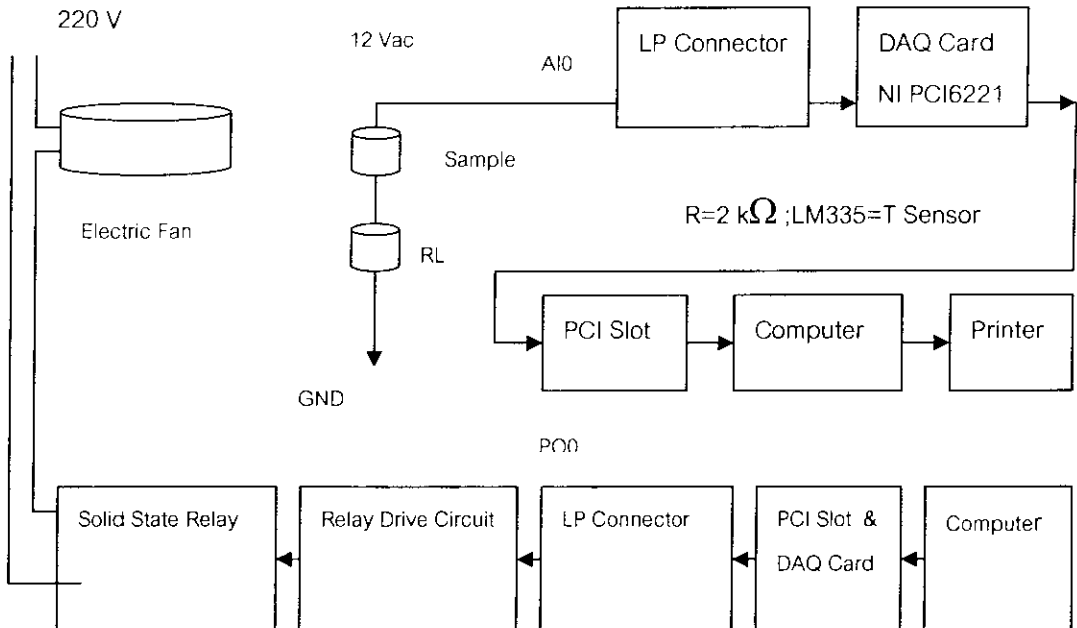 220 V
12 Vac
AI0
LP Connector
DAQ Card
NI PCI6221
Sample
Electric Fan
R=2 kΩ ;LM335=T Sensor
RL
PCI Slot
Computer
Printer
GND
PO0
Solid State Relay
Relay Drive Circuit
LP Connector
PCI Slot &
DAQ Card
Computer